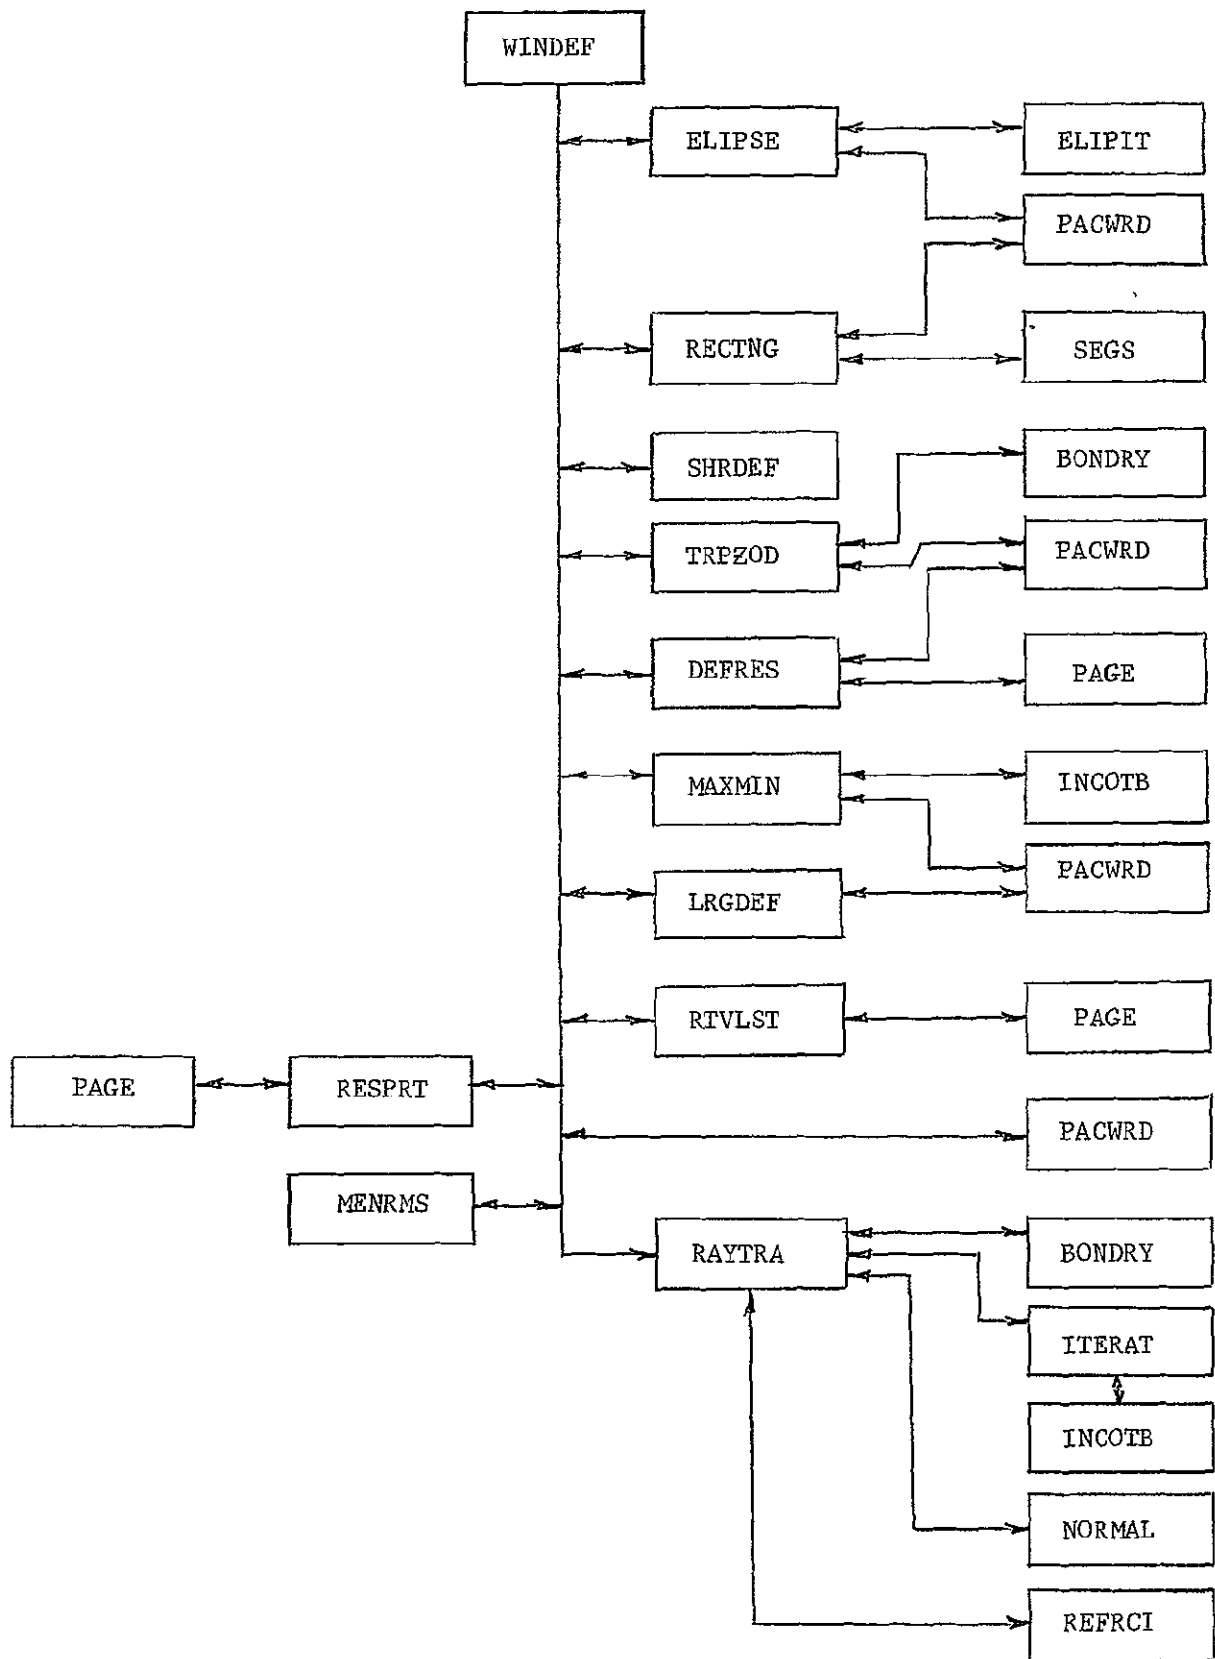 WINDEF
ELIPSE
ELIPIT
PACWRD
RECTNG
SEGS
SHRDEF
BONDRY
TRPZOD
PACWRD
DEFRES
PAGE
MAXMIN
INCOTB
LRGDEF
PACWRD
RTVLST
PAGE
PAGE
RESPRT
PACWRD
MENRMS
RAYTRA
BONDRY
ITERAT
INCOTB
NORMAL
REFRCI